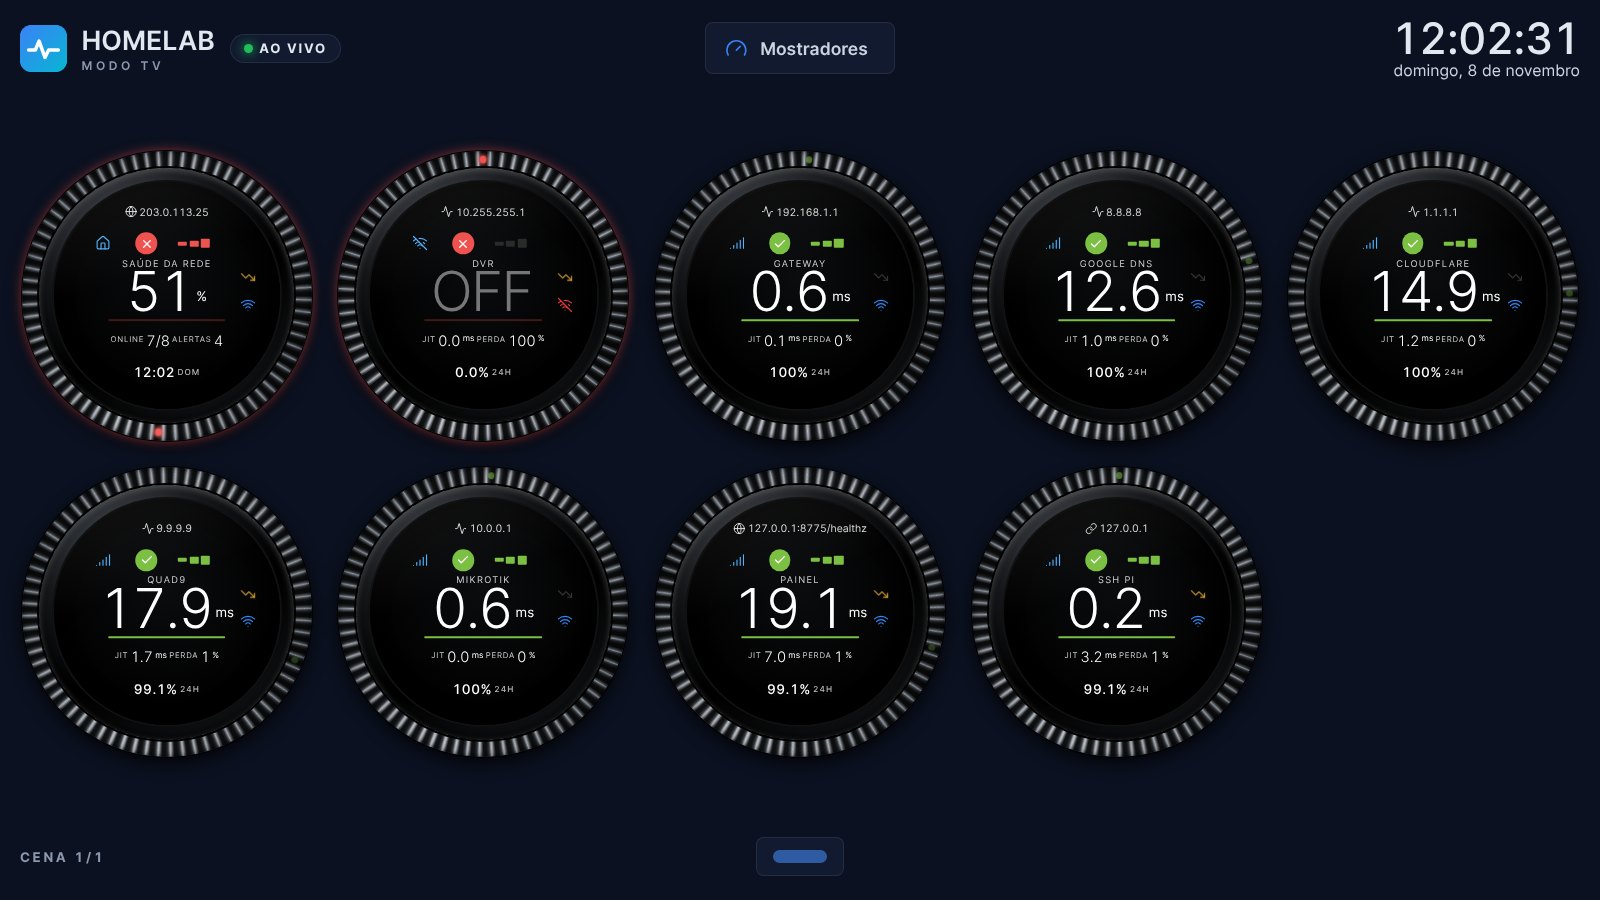 HOMELAB
MODO TV
AO VIVO
Mostradores
12:02:31
domingo, 8 de novembro
203.0.113.25
SAÚDE DA REDE
51 %
ONLINE 7/8 ALERTAS 4
12:02 DOM
10.255.255.1
DVR
OFF
JIT 0.0 ms PERDA 100 %
0.0% 24H
192.168.1.1
GATEWAY
0.6 ms
JIT 0.1 ms PERDA 0 %
100% 24H
8.8.8.8
GOOGLE DNS
12.6 ms
JIT 1.0 ms PERDA 0 %
100% 24H
1.1.1.1
CLOUDFLARE
14.9 ms
JIT 1.2 ms PERDA 0 %
100% 24H
9.9.9.9
QUAD9
17.9 ms
JIT 1.7 ms PERDA 1 %
99.1% 24H
10.0.0.1
MIKROTIK
0.6 ms
JIT 0.0 ms PERDA 0 %
100% 24H
127.0.0.1:8775/healthz
PAINEL
19.1 ms
JIT 7.0 ms PERDA 1 %
99.1% 24H
127.0.0.1
SSH PI
0.2 ms
JIT 3.2 ms PERDA 1 %
99.1% 24H
CENA 1/1